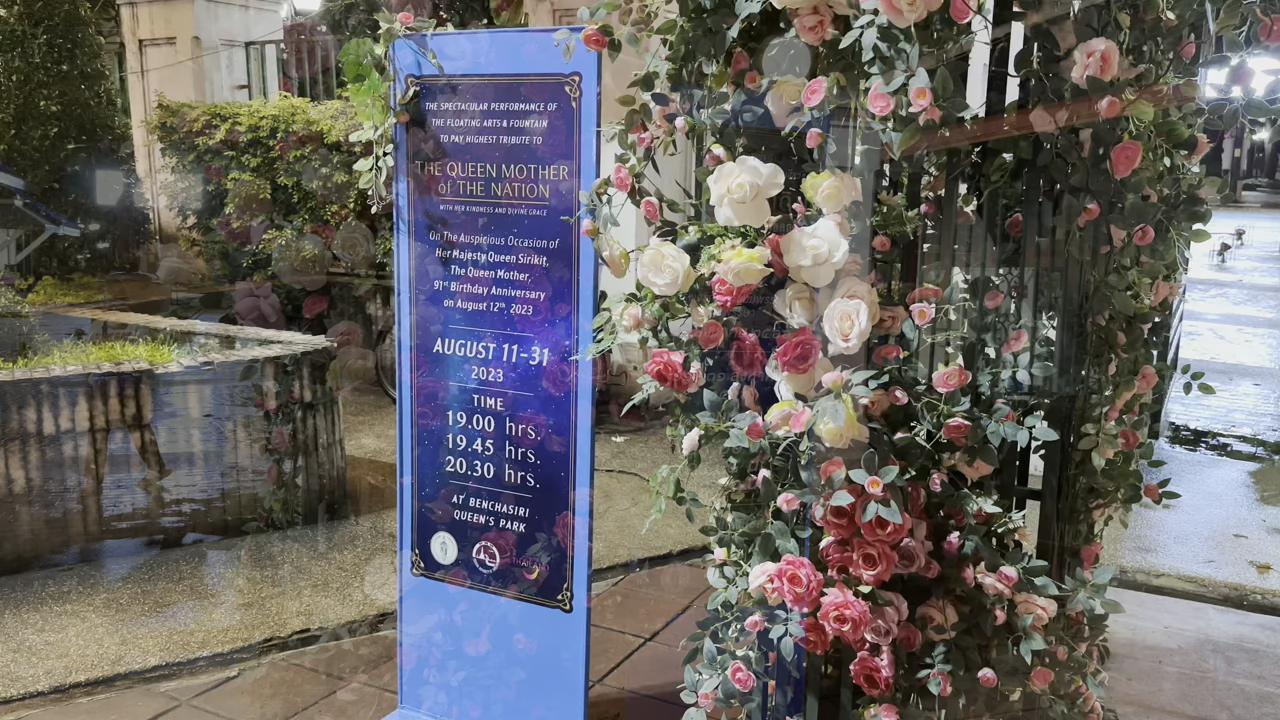 THE SPECTACULAR PERFORMANCE OF
THE FLOATING ARTS & FOUNTAIN
TO PAY HIGHEST TRIBUTE TO
THE QUEEN MOTHER
of THE NATION
WITH HER KINDNESS AND DIVINE GRACE
On The Auspicious Occasion of
Her Majesty Queen Sirikit,
The Queen Mother,
91st Birthday Anniversary
on August 12th, 2023
AUGUST 11-31
2023
TIME
19.00 hrs.
19.45 hrs.
20.30 hrs.
AT BENCHASIRI
QUEEN'S PARK
THAILAND